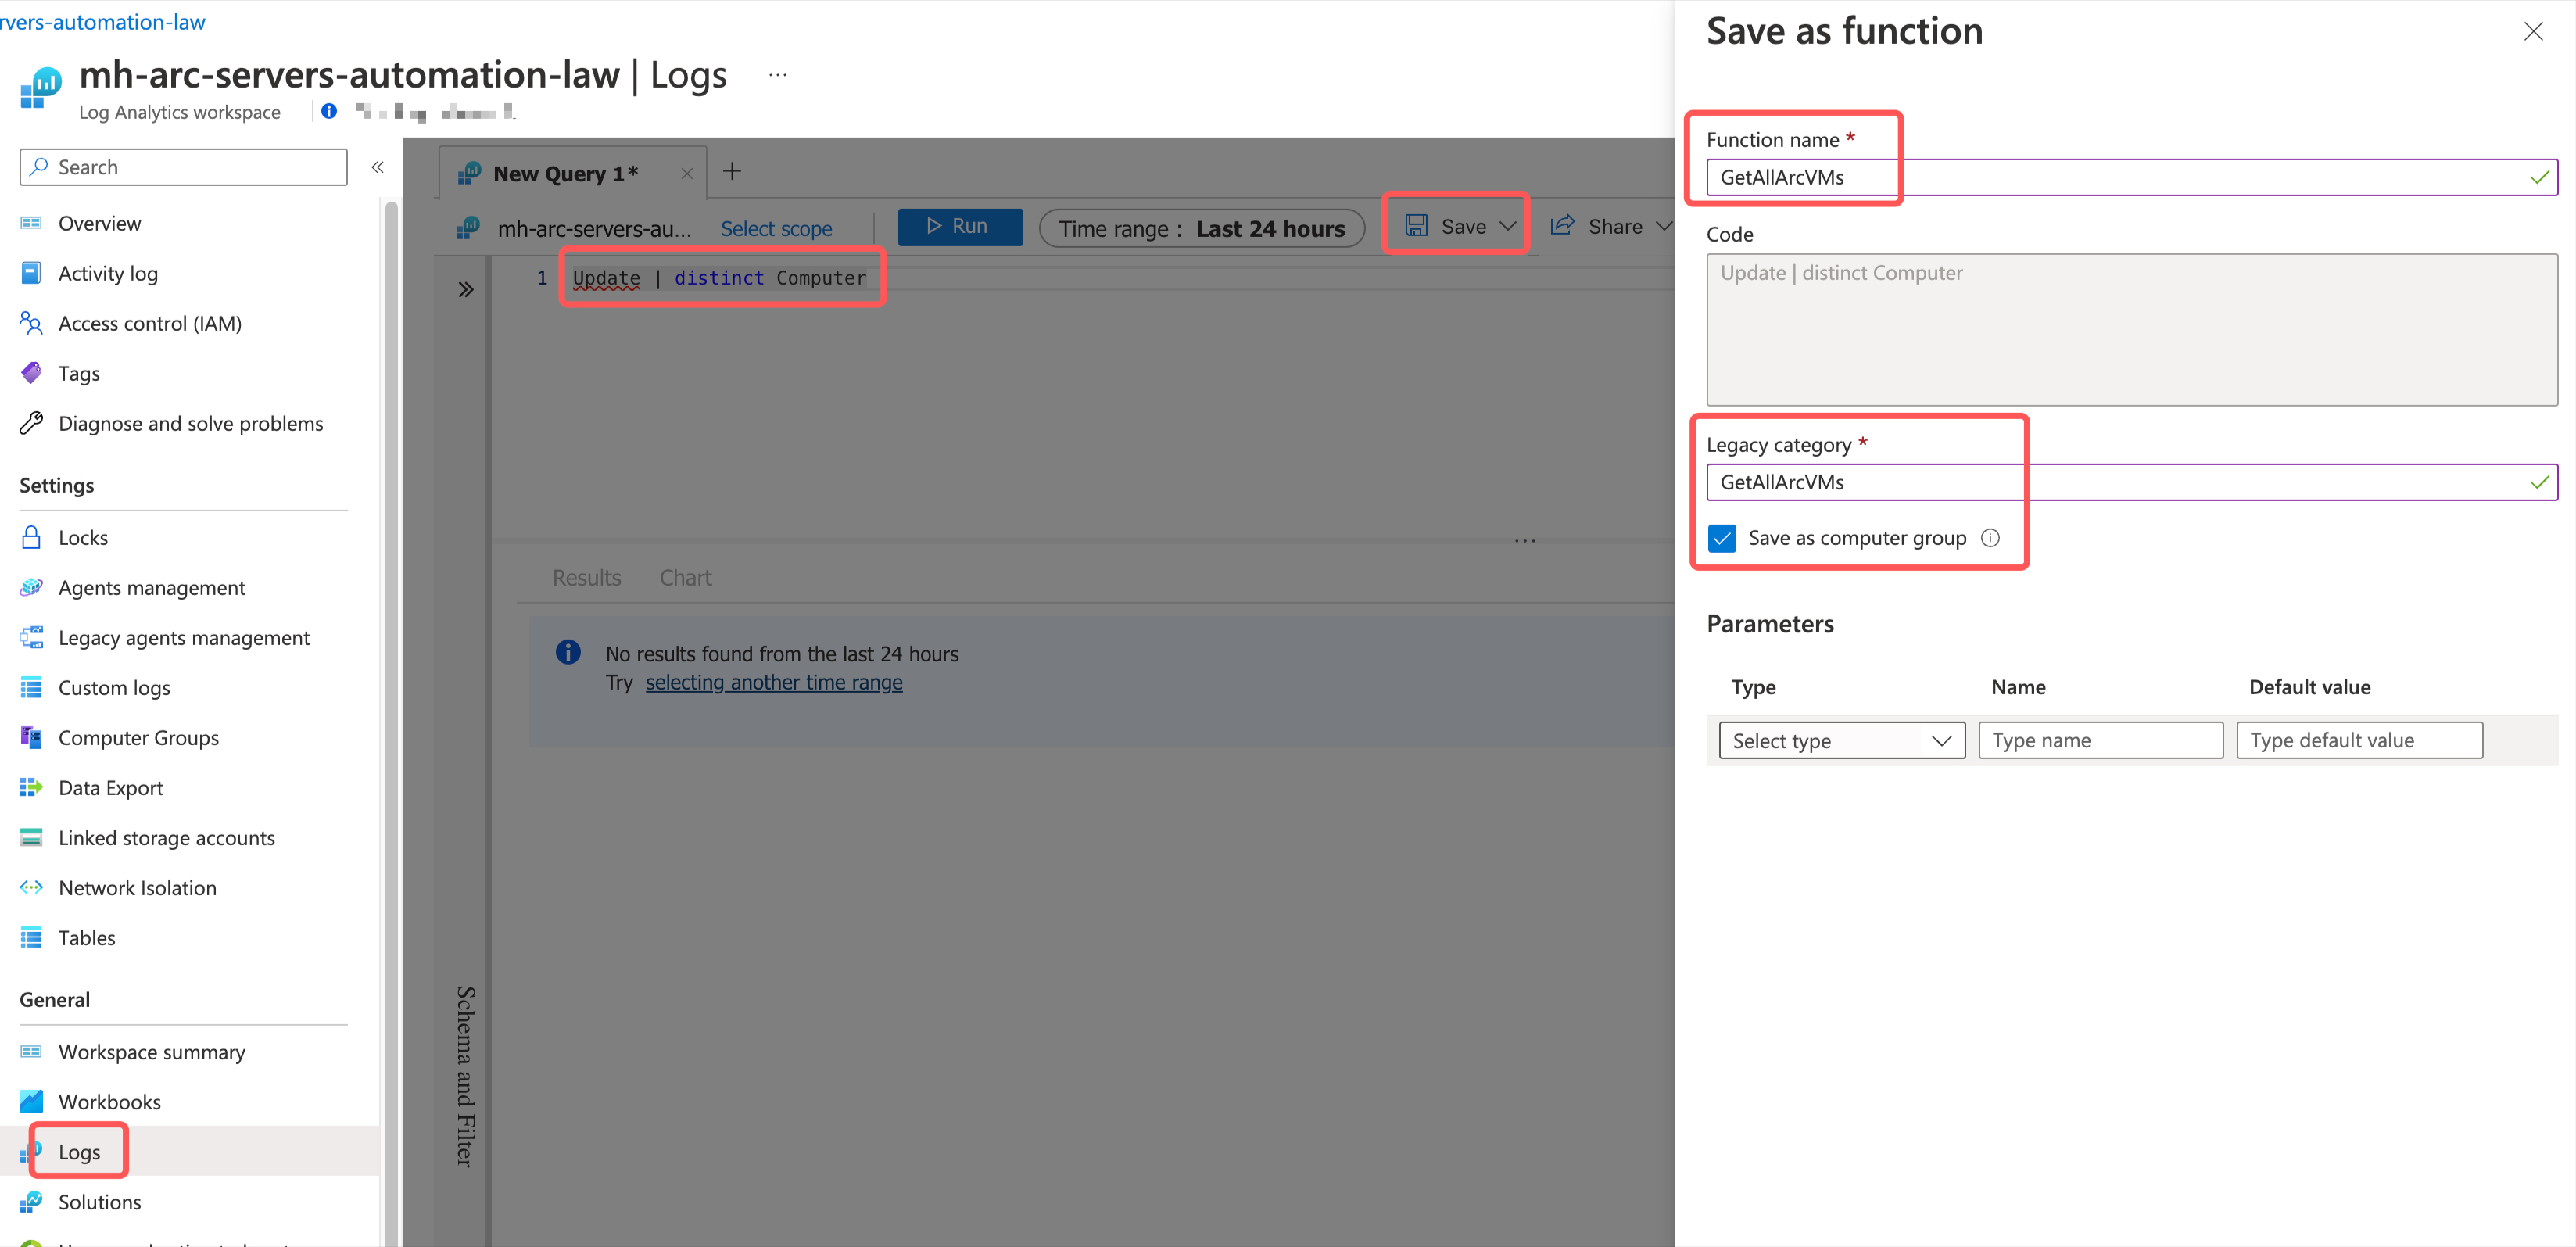 rvers-automation-law
mh-arc-servers-automation-law | Logs ...
Log Analytics workspace
Search
Overview
Activity log
Access control (IAM)
Tags
Diagnose and solve problems
Settings
Locks
Agents management
Legacy agents management
Custom logs
Computer Groups
Data Export
Linked storage accounts
Network Isolation
Tables
General
Workspace summary
Workbooks
Logs
Solutions
New Query 1*
mh-arc-servers-au... Select scope Run Time range : Last 24 hours Save Share
1 Update | distinct Computer
Schema and Filter
Results Chart
No results found from the last 24 hours
Try selecting another time range
Save as function
Function name *
GetAllArcVMs
Code
Update | distinct Computer
Legacy category *
GetAllArcVMs
Save as computer group
Parameters
Type Name Default value
Select type Type name Type default value